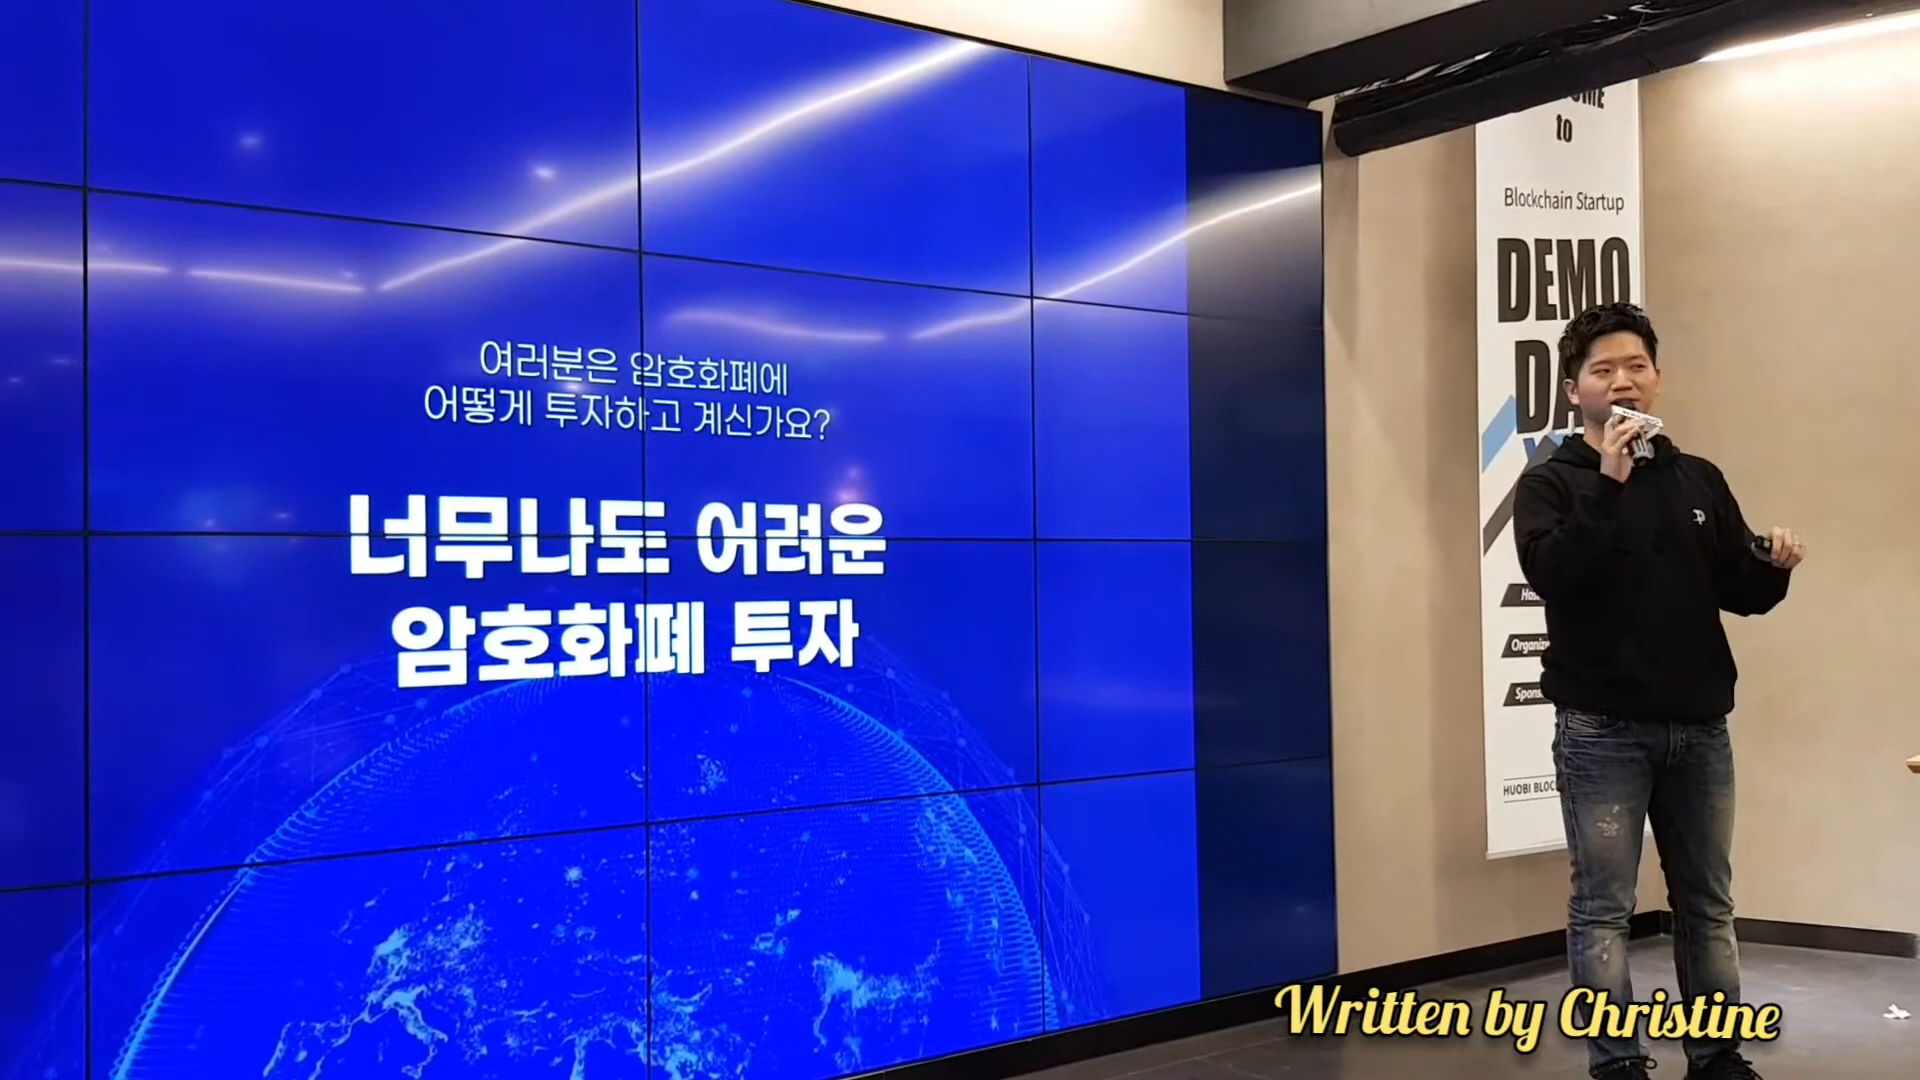 여러분은 암호화폐에
어떻게 투자하고 계신가요?
너무나도 어려운
암호화폐 투자
to
Blockchain Startup
DEMO
HUOBI
Written by Christine